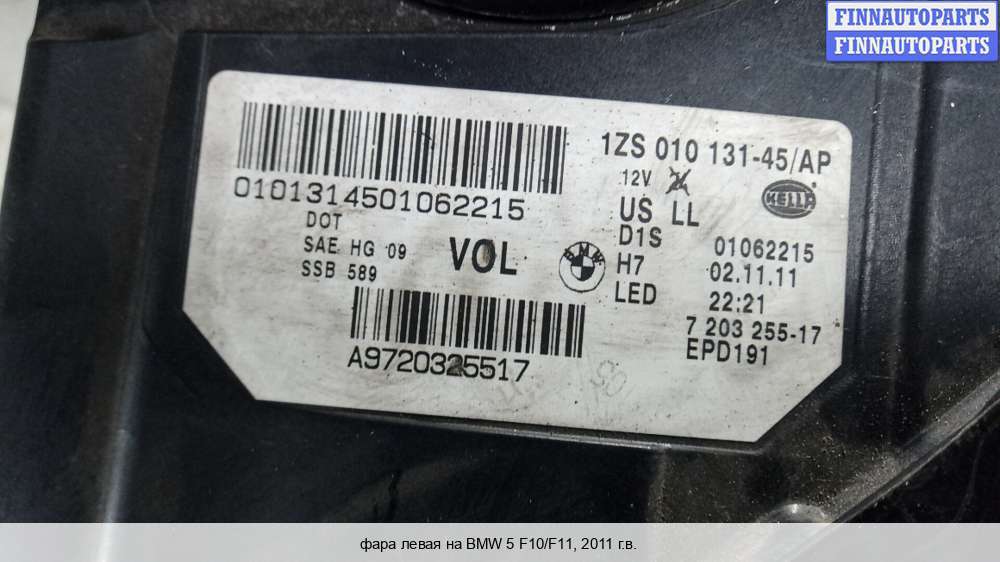 FINNAUTOPARTS
FINNAUTOPARTS
1ZS 010 131-45/AP
0101314501062215
12V
HELLA
US LL
DOT
D1S
01062215
SAE HG 09
VOL
BMW
H7
02.11.11
SSB 589
LED
22:21
7 203 255-17
A9720325517
EPD191
фара левая на BMW 5 F10/F11, 2011 г.в.